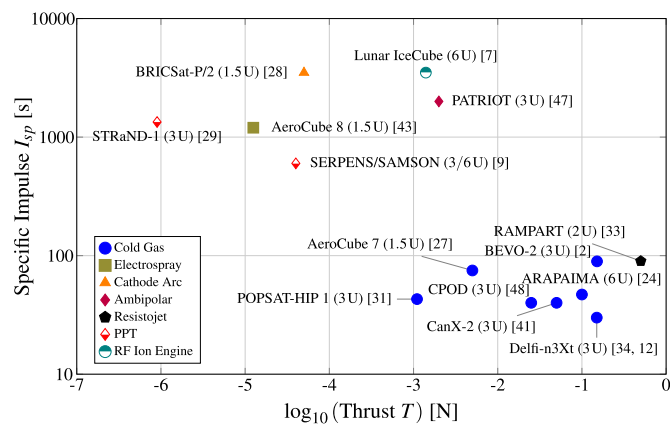 10000
1000
100
10
Specific Impulse Isp [s]
Lunar IceCube (6 U) [7]
BRICSat-P/2 (1.5 U) [28]
PATRIOT (3 U) [47]
STRaND-1 (3 U) [29]
AeroCube 8 (1.5 U) [43]
SERPENS/SAMSON (3/6 U) [9]
RAMPART (2 U) [33]
AeroCube 7 (1.5 U) [27]
BEVO-2 (3 U) [2]
ARAPAIMA (6 U) [24]
CPOD (3 U) [48]
POPSAT-HIP 1 (3 U) [31]
CanX-2 (3 U) [41]
Delfi-n3Xt (3 U) [34, 12]
Cold Gas
Electrospray
Cathode Arc
Ambipolar
Resistojet
PPT
RF Ion Engine
-7 -6 -5 -4 -3 -2 -1 0
log10 (Thrust T) [N]